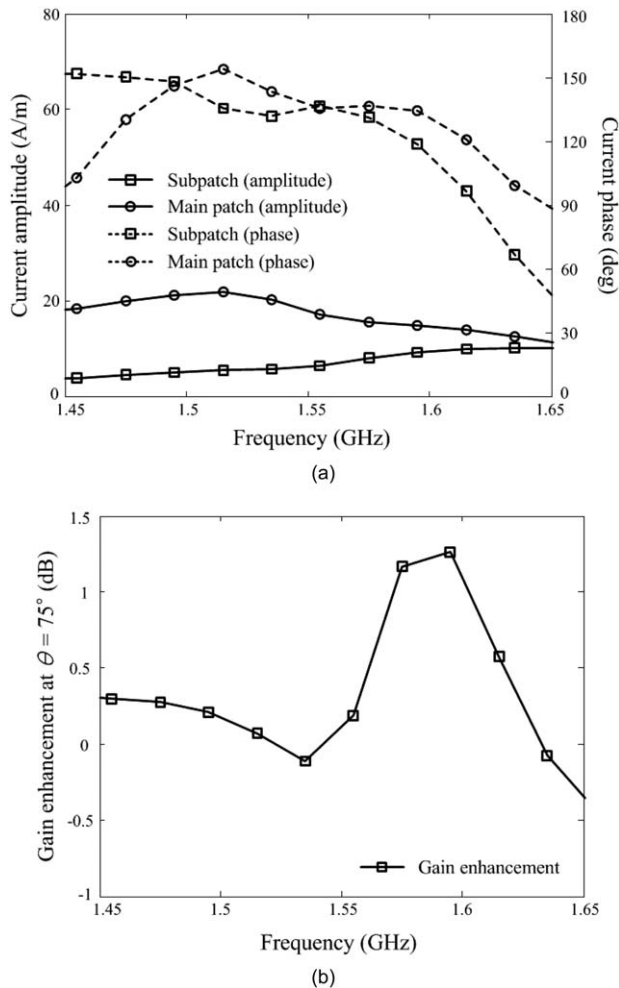 80
60
40
20
0
Current amplitude (A/m)
180
150
120
90
60
30
0
Current phase (deg)
Subpatch (amplitude)
Main patch (amplitude)
Subpatch (phase)
Main patch (phase)
1.45 1.5 1.55 1.6 1.65
Frequency (GHz)
(a)
1.5
1
0.5
0
-0.5
-1
Gain enhancement at θ = 75° (dB)
Gain enhancement
1.45 1.5 1.55 1.6 1.65
Frequency (GHz)
(b)